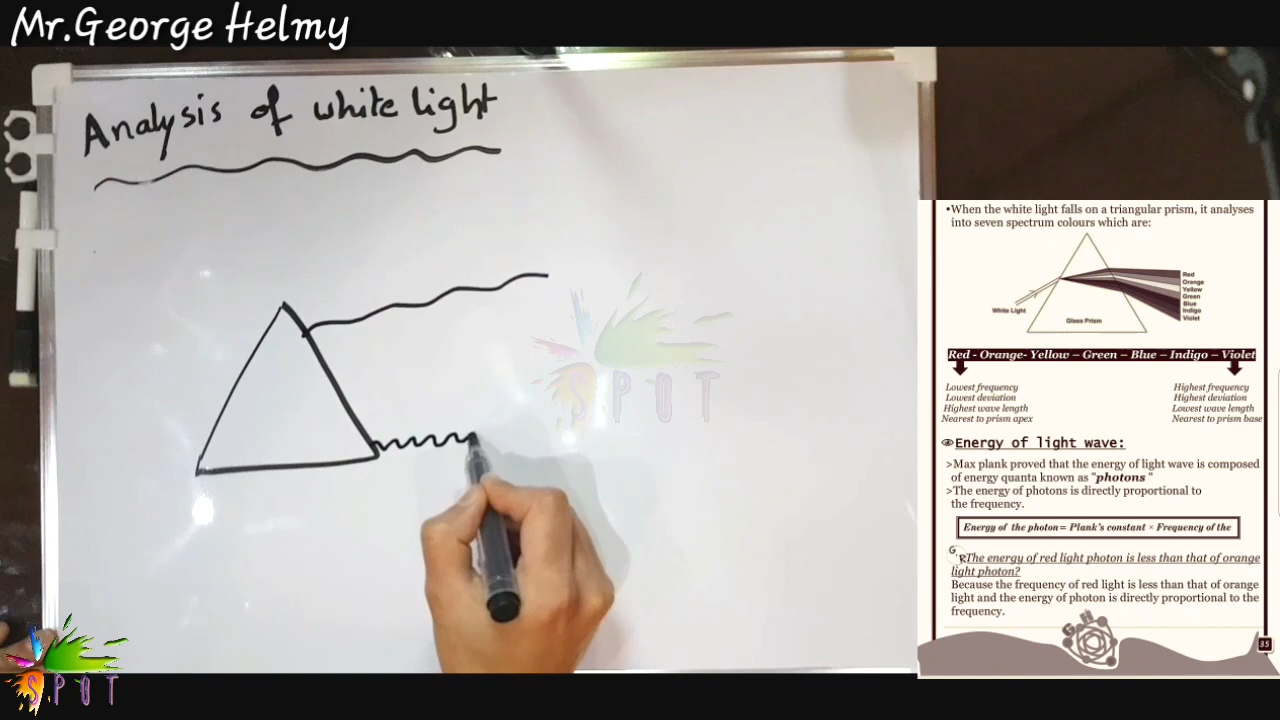 Mr.George Helmy
Analysis of white light
SPOT
SPOT
•When the white light falls on a triangular prism, it analyses
into seven spectrum colours which are:
Red
Orange
Yellow
Green
Blue
Indigo
Violet
White Light
Glass Prism
Red - Orange- Yellow – Green – Blue – Indigo – Violet
Lowest frequency
Lowest deviation
Highest wave length
Nearest to prism apex
Highest frequency
Highest deviation
Lowest wave length
Nearest to prism base
Energy of light wave:
>Max plank proved that the energy of light wave is composed
of energy quanta known as "photons "
>The energy of photons is directly proportional to
the frequency.
Energy of the photon= Plank's constant × Frequency of the
The energy of red light photon is less than that of orange
light photon?
Because the frequency of red light is less than that of orange
light and the energy of photon is directly proportional to the
frequency.
G H
35